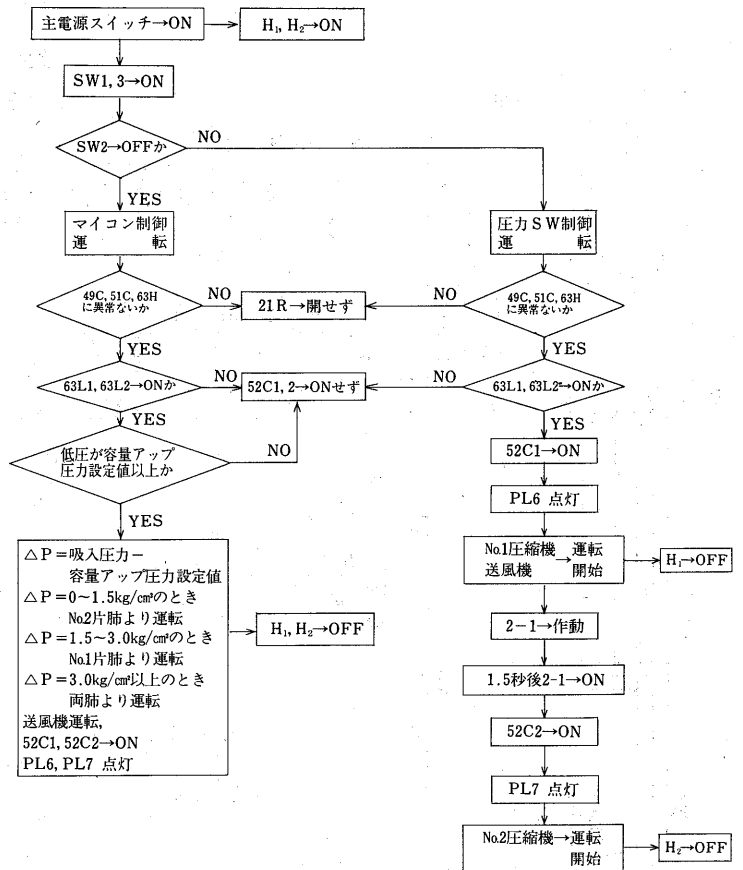 主電源スイッチ→ON
H₁, H₂→ON
SW1, 3→ON
SW2→OFFか
NO
YES
マイコン制御
運　　　転
圧力SW制御
運　　　転
49C, 51C, 63H
に異常ないか
NO
21R→開せず
NO
49C, 51C, 63H
に異常ないか
YES
YES
63L1, 63L2→ONか
NO
52C1, 2→ONせず
NO
63L1, 63L2→ONか
YES
YES
低圧が容量アップ
圧力設定値以上か
NO
YES
52C1→ON
PL6 点灯
△P＝吸入圧力－
容量アップ圧力設定値
△P＝0～1.5kg/cm²のとき
No.2片肺より運転
△P＝1.5～3.0kg/cm²のとき
No.1片肺より運転
△P＝3.0kg/cm²以上のとき
両肺より運転
送風機運転,
52C1, 52C2→ON
PL6, PL7 点灯
H₁, H₂→OFF
No.1圧縮機→運転
送風機　　　開始
H₁→OFF
2－1→作動
1.5秒後2-1→ON
52C2→ON
PL7 点灯
No.2圧縮機→運転
開始
H₂→OFF